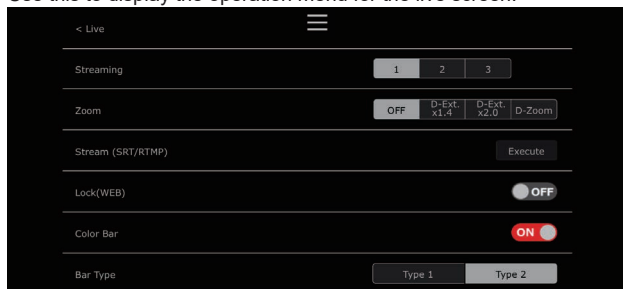 Use this to display the operation menu for the live screen.
< Live
Streaming 1 2 3
Zoom OFF D-Ext. x1.4 D-Ext. x2.0 D-Zoom
Stream (SRT/RTMP) Execute
Lock(WEB) OFF
Color Bar ON
Bar Type Type 1 Type 2